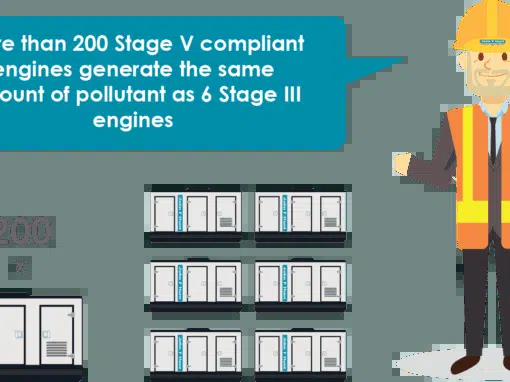 re than 200 Stage V compliant
engines generate the same
ount of pollutant as 6 Stage III
engines
200
x